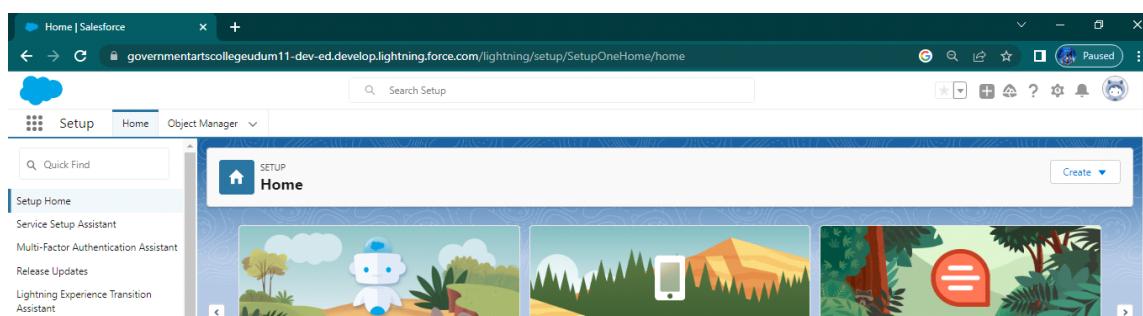 Home | Salesforce
governmentartscollegeudum11-dev-ed.develop.lightning.force.com/lightning/setup/SetupOneHome/home
Paused
Search Setup
Setup Home Object Manager
Quick Find
SETUP
Home
Create
Setup Home
Service Setup Assistant
Multi-Factor Authentication Assistant
Release Updates
Lightning Experience Transition
Assistant